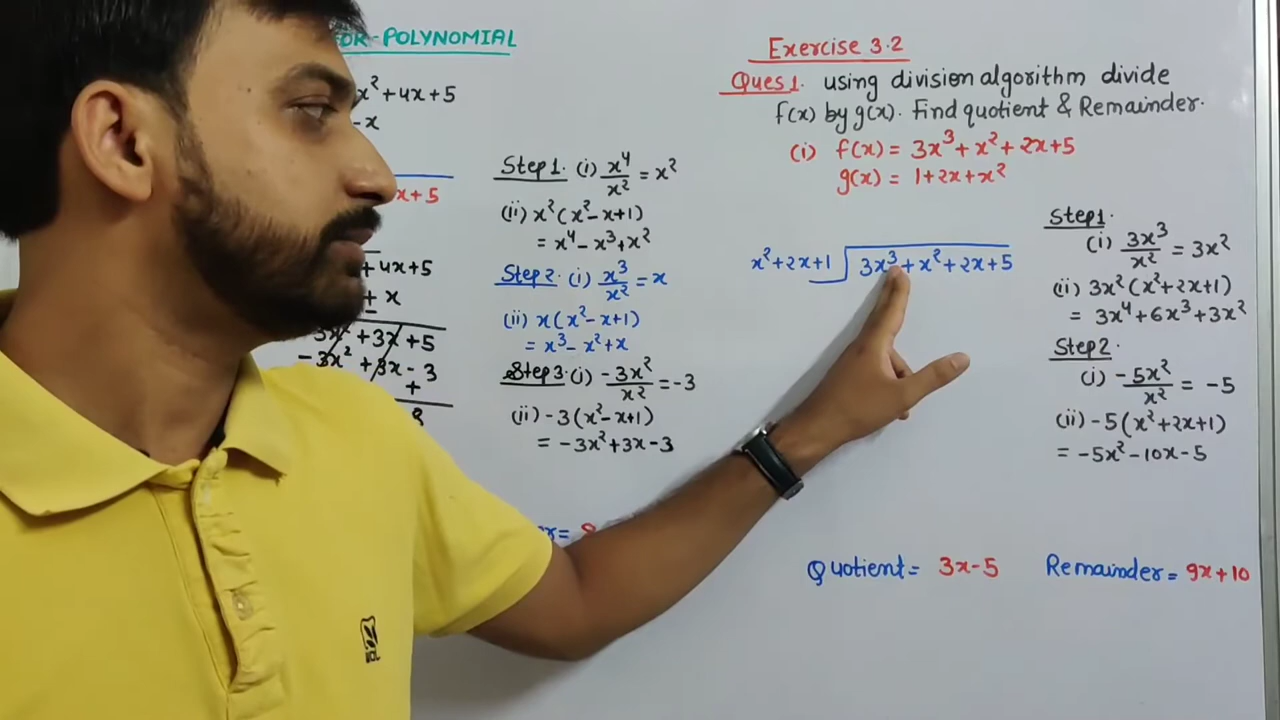 OR-POLYNOMIAL
x² + 4x + 5
- x
x + 5
+ 4x + 5
+ x
-
3x² + 3x + 5
- 3x² + 3x - 3
+
8
Step 1. (i) x⁴/x² = x²
(ii) x²(x² - x + 1)
= x⁴ - x³ + x²
Step 2. (i) x³/x² = x
(ii) x(x² - x + 1)
= x³ - x² + x
Step 3. (i) -3x²/x² = -3
(ii) -3(x² - x + 1)
= -3x² + 3x - 3
Exercise 3.2
Ques 1. using division algorithm divide
f(x) by g(x). Find quotient & Remainder.
(i) f(x) = 3x³ + x² + 2x + 5
g(x) = 1 + 2x + x²
x² + 2x + 1 ) 3x³ + x² + 2x + 5
Step 1.
(i) 3x³/x² = 3x²
(ii) 3x²(x² + 2x + 1)
= 3x⁴ + 6x³ + 3x²
Step 2.
(i) -5x²/x² = -5
(ii) -5(x² + 2x + 1)
= -5x² - 10x - 5
Quotient = 3x - 5 Remainder = 9x + 10